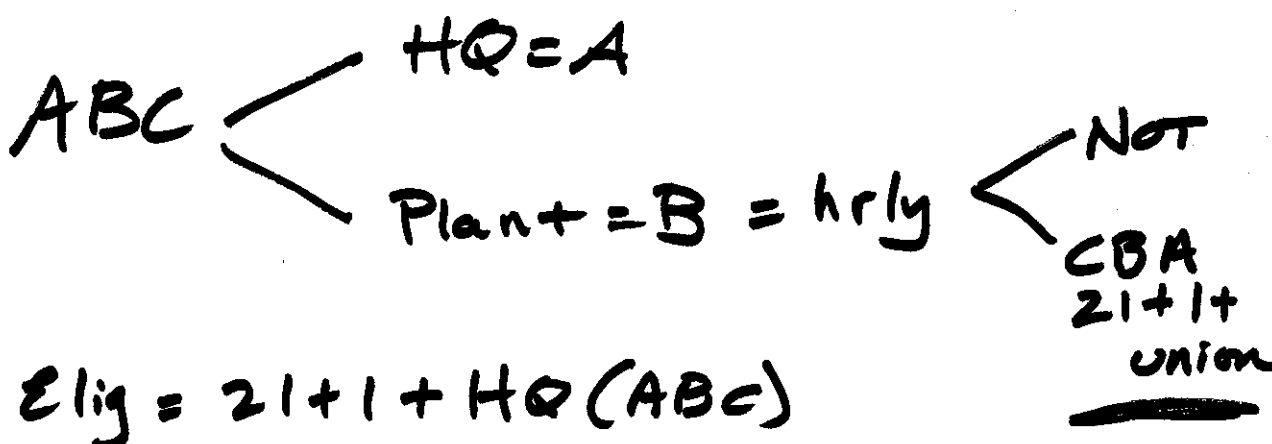 HQ = A
ABC
NOT
Plant = B = hrly
CBA
21 + 1 +
union
Elig = 21 + 1 + HQ (ABC)